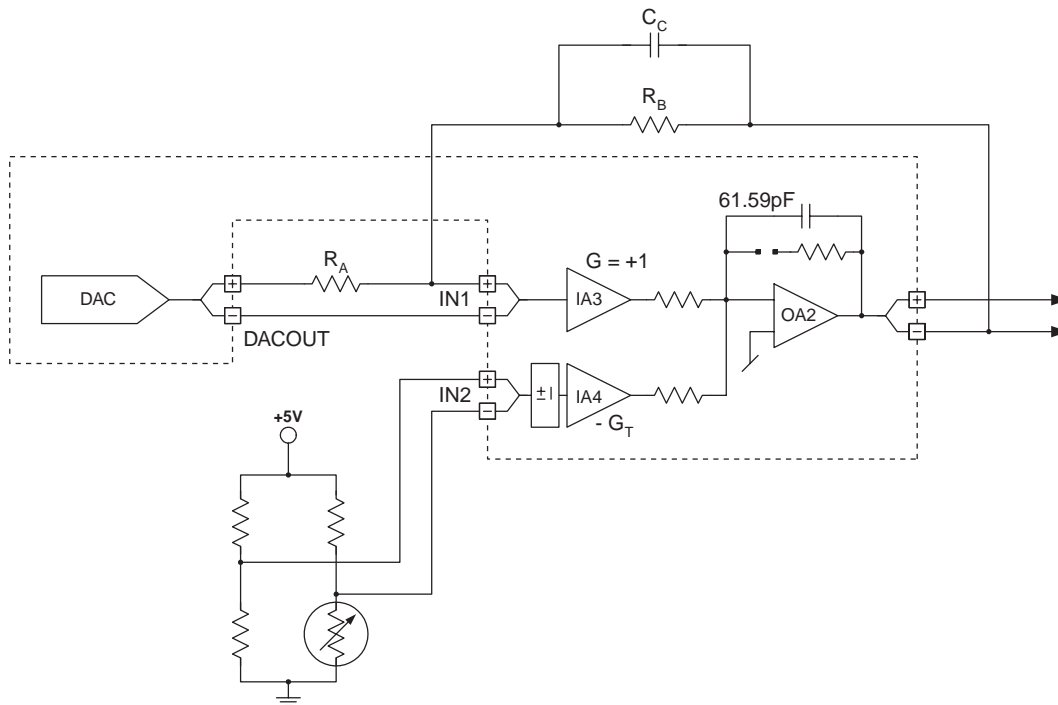 C_C
R_B
61.59pF
R_A
G = +1
+
+
DAC
IN1
IA3
OA2
+
−
−
−
DACOUT
+
IN2
± |
IA4
−
- G_T
+5V